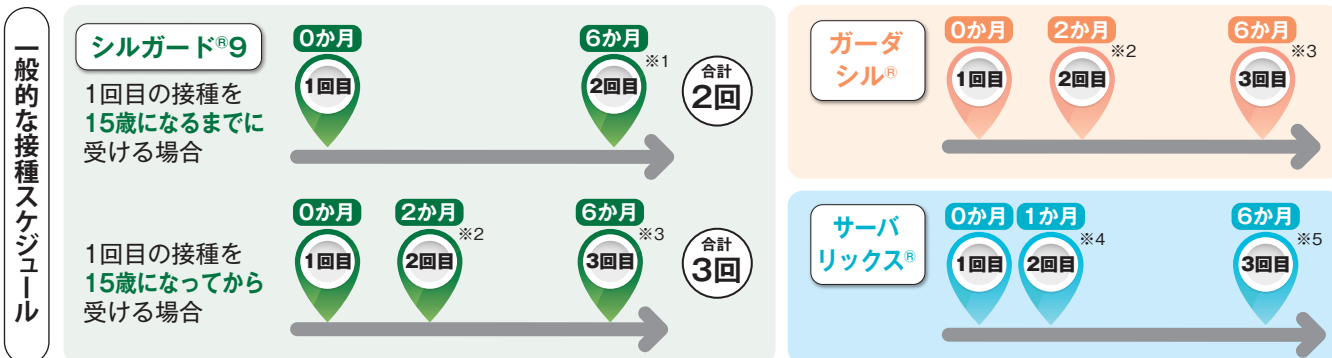 一般的な接種スケジュール
シルガード®9
1回目の接種を
15歳になるまでに
受ける場合
0か月
6か月
1回目
2回目
※1
合計
2回
1回目の接種を
15歳になってから
受ける場合
0か月
2か月
6か月
1回目
2回目
※2
3回目
※3
合計
3回
ガーダ
シル®
0か月
2か月
6か月
1回目
2回目
※2
3回目
※3
サーバ
リックス®
0か月
1か月
6か月
1回目
2回目
※4
3回目
※5